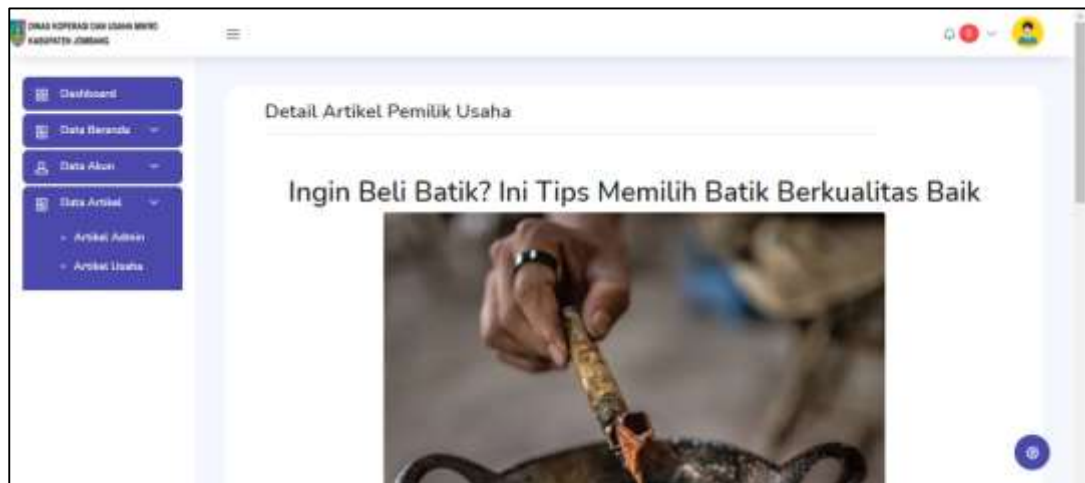 DINAS KOPERASI DAN USAHA MIKRO
KABUPATEN JOMBANG
Dashboard
Data Beranda
Data Akun
Data Artikel
Artikel Admin
Artikel Usaha
Detail Artikel Pemilik Usaha
Ingin Beli Batik? Ini Tips Memilih Batik Berkualitas Baik